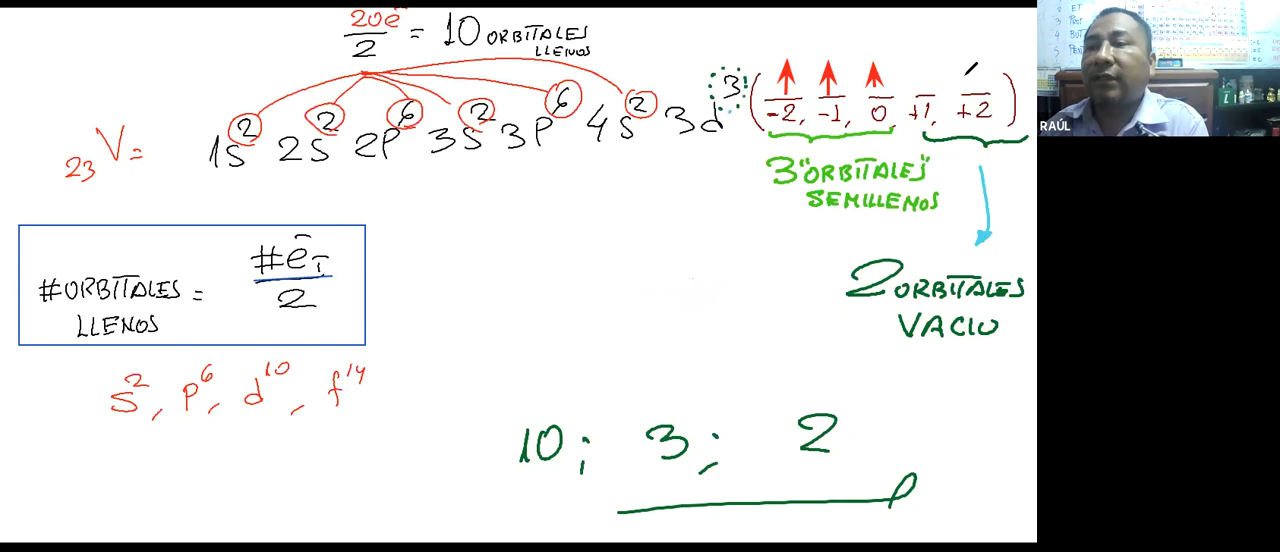 20e⁻/2 = 10 ORBITALES LLENOS
₂₃V = 1s² 2s² 2p⁶ 3s² 3p⁶ 4s² 3d³ (-2, -1, 0, +1, +2)
3 "ORBITALES" SEMILLENOS
#ORBITALES LLENOS = #e⁻T/2
2 ORBITALES VACIO
s², p⁶, d¹⁰, f¹⁴
10; 3; 2
RAÚL